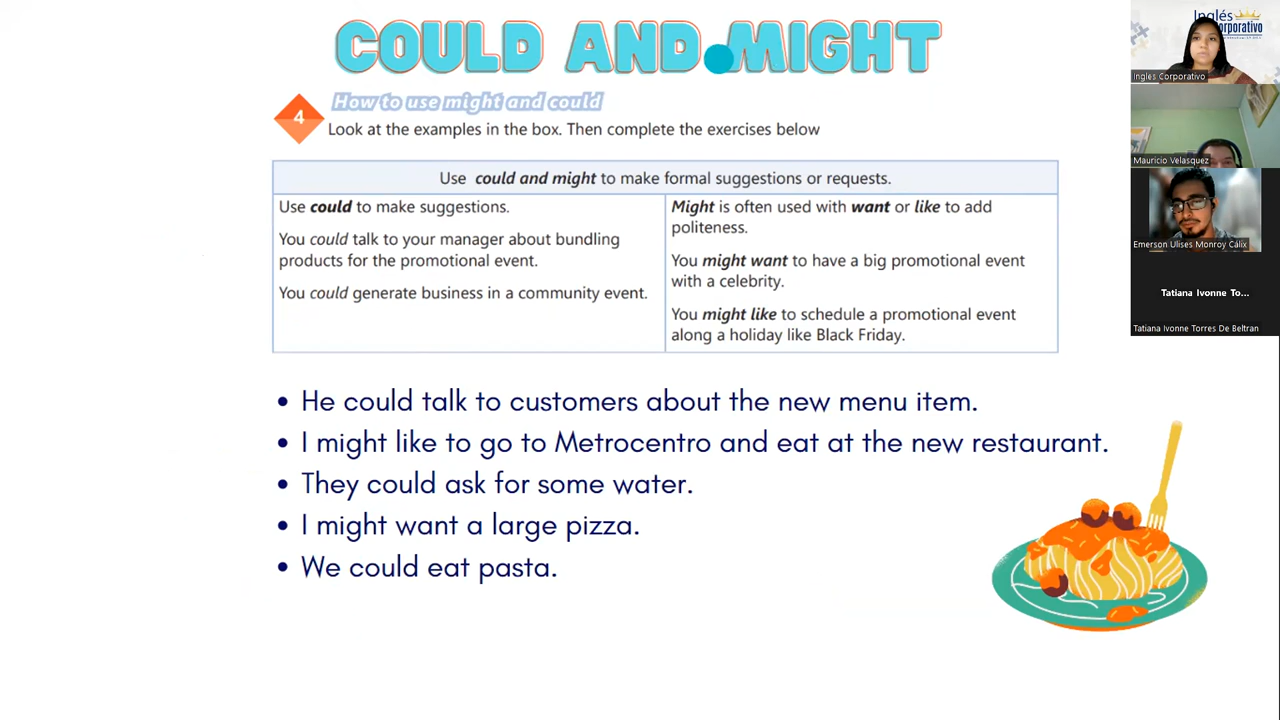 COULD AND MIGHT
How to use might and could
4
Look at the examples in the box. Then complete the exercises below
Use could and might to make formal suggestions or requests.
Use could to make suggestions.
You could talk to your manager about bundling
products for the promotional event.
You could generate business in a community event.
Might is often used with want or like to add
politeness.
You might want to have a big promotional event
with a celebrity.
You might like to schedule a promotional event
along a holiday like Black Friday.
• He could talk to customers about the new menu item.
• I might like to go to Metrocentro and eat at the new restaurant.
• They could ask for some water.
• I might want a large pizza.
• We could eat pasta.
Inglés
Corporativo
Ingles Corporativo
Mauricio Velasquez
Emerson Ulises Monroy Cálix
Tatiana Ivonne To...
Tatiana Ivonne Torres De Beltran